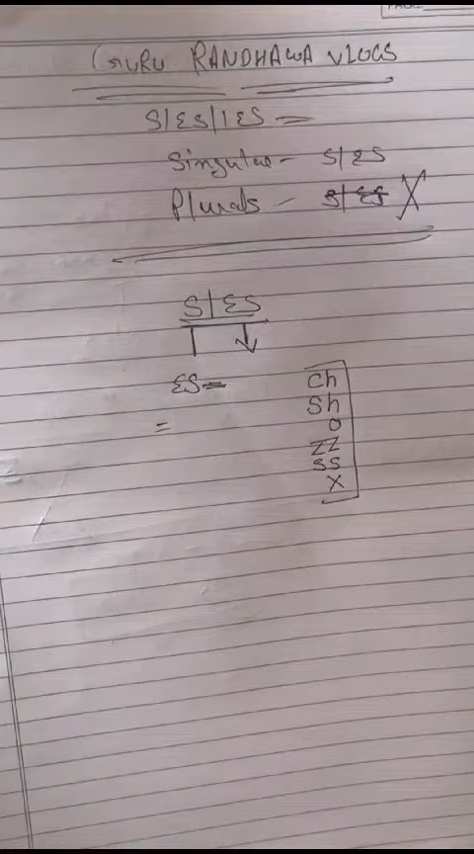 GURU RANDHAWA VLOGS
S/ES/IES =
Singular - S/ES
Plurals - S/ES X
S/ES
ES =
Ch
Sh
=
O
ZZ
SS
X